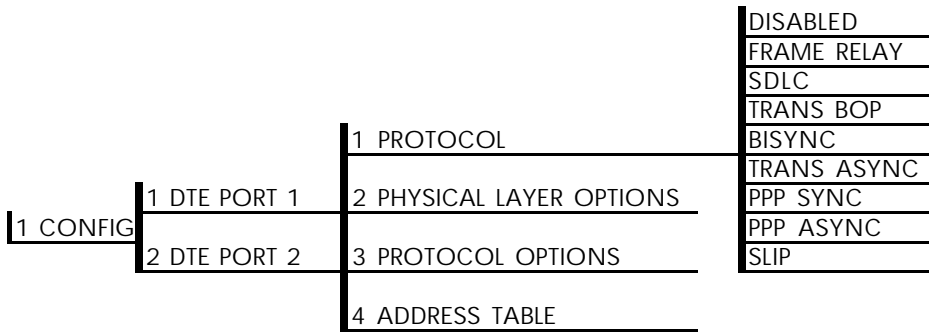 DISABLED
FRAME RELAY
SDLC
TRANS BOP
1 PROTOCOL
BISYNC
TRANS ASYNC
1 DTE PORT 1
2 PHYSICAL LAYER OPTIONS
PPP SYNC
1 CONFIG
PPP ASYNC
2 DTE PORT 2
3 PROTOCOL OPTIONS
SLIP
4 ADDRESS TABLE